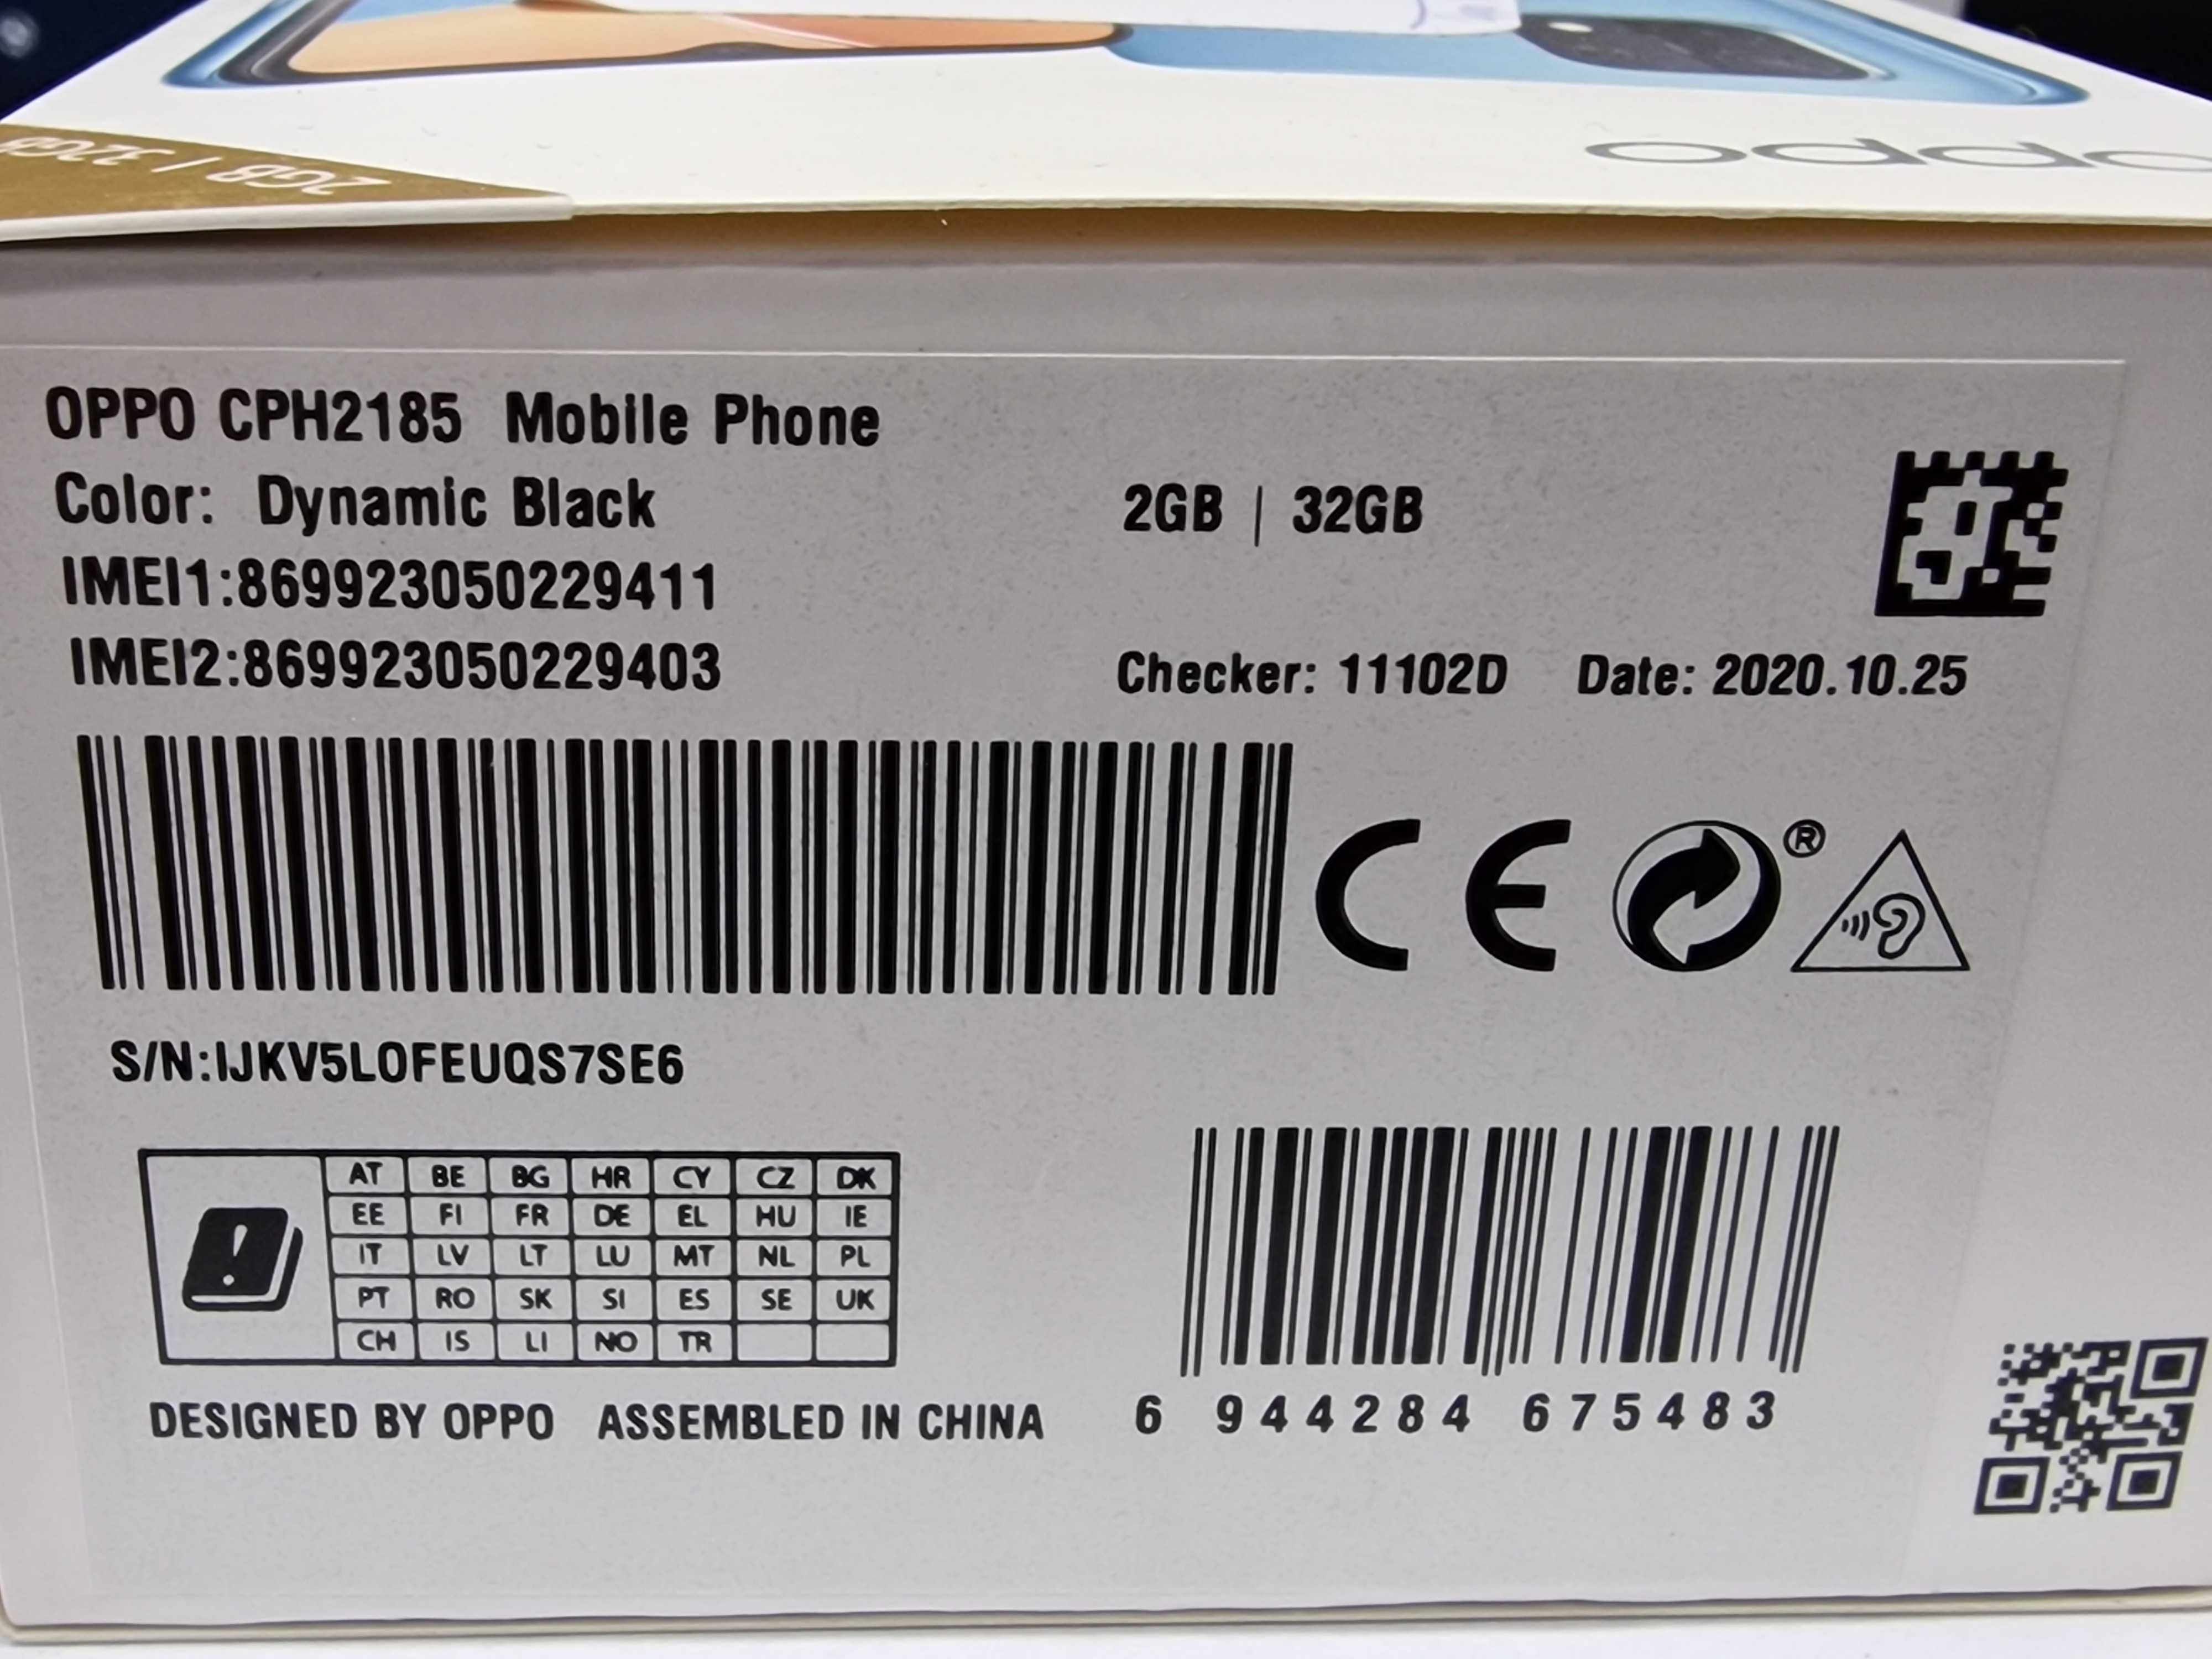 2GB | 32GB
oppo
OPPO CPH2185 Mobile Phone
Color: Dynamic Black
2GB | 32GB
IMEI1:869923050229411
IMEI2:869923050229403
Checker: 11102D Date: 2020.10.25
CE ®
S/N:IJKV5LOFEUQS7SE6
AT BE BG HR CY CZ DK
EE FI FR DE EL HU IE
IT LV LT LU MT NL PL
PT RO SK SI ES SE UK
CH IS LI NO TR
DESIGNED BY OPPO ASSEMBLED IN CHINA
6 944284 675483